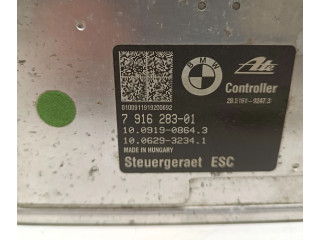 BMW
Ate
Controller
7 916 283-01
10.0919-0864.3
10.0629-3234.1
MADE IN HUNGARY
Steuergeraet ESC